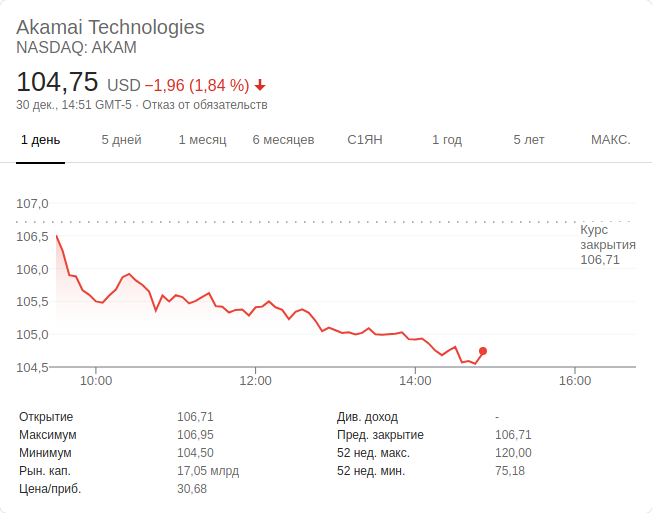 Akamai Technologies
NASDAQ: AKAM
104,75 USD −1,96 (1,84 %)
30 дек., 14:51 GMT-5 · Отказ от обязательств
1 день 5 дней 1 месяц 6 месяцев С1ЯН 1 год 5 лет МАКС.
107,0
106,5
106,0
105,5
105,0
104,5
Курс
закрытия
106,71
10:00 12:00 14:00 16:00
Открытие 106,71 Див. доход -
Максимум 106,95 Пред. закрытие 106,71
Минимум 104,50 52 нед. макс. 120,00
Рын. кап. 17,05 млрд 52 нед. мин. 75,18
Цена/приб. 30,68